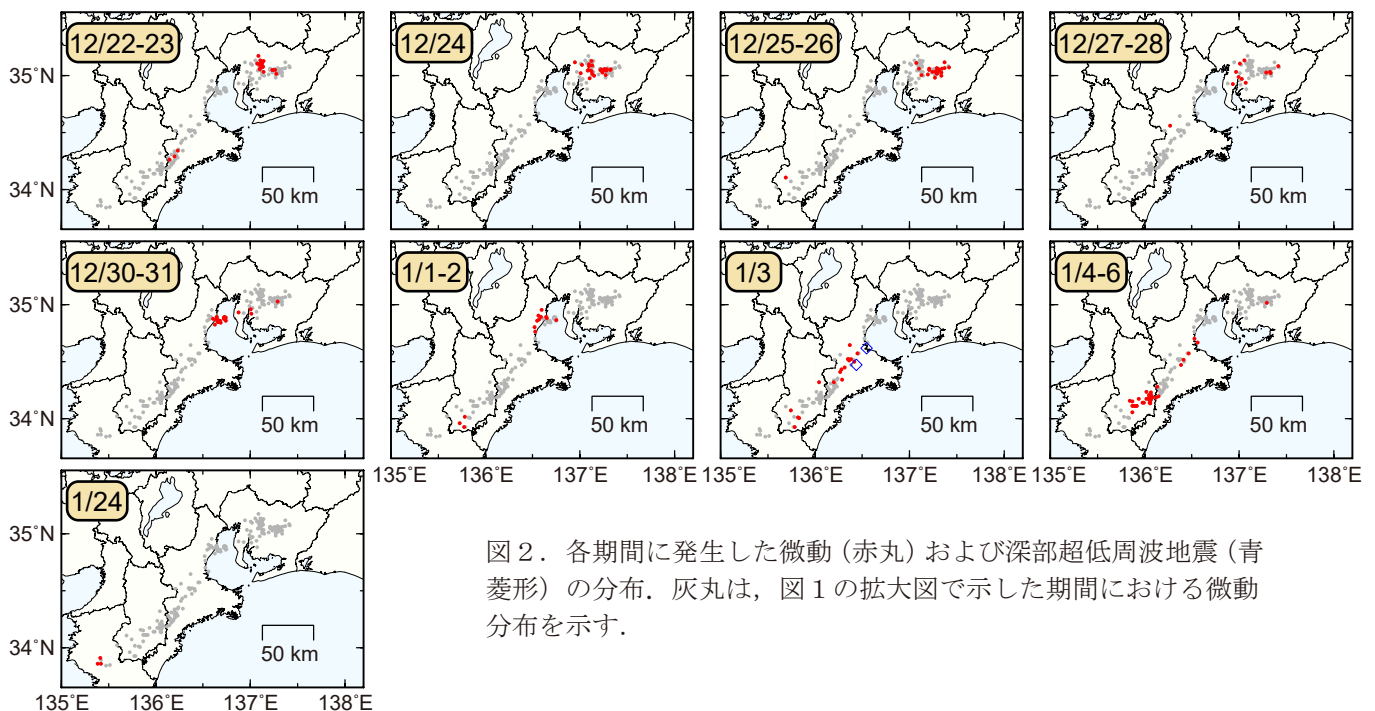 12/22-23
12/24
12/25-26
12/27-28
35˚N
34˚N
50 km
50 km
50 km
50 km
12/30-31
1/1-2
1/3
1/4-6
35˚N
34˚N
50 km
50 km
50 km
50 km
135˚E 136˚E 137˚E 138˚E
135˚E 136˚E 137˚E 138˚E
135˚E 136˚E 137˚E 138˚E
1/24
35˚N
34˚N
50 km
135˚E 136˚E 137˚E 138˚E
図2. 各期間に発生した微動(赤丸)および深部超低周波地震(青
菱形)の分布. 灰丸は, 図1の拡大図で示した期間における微動
分布を示す.